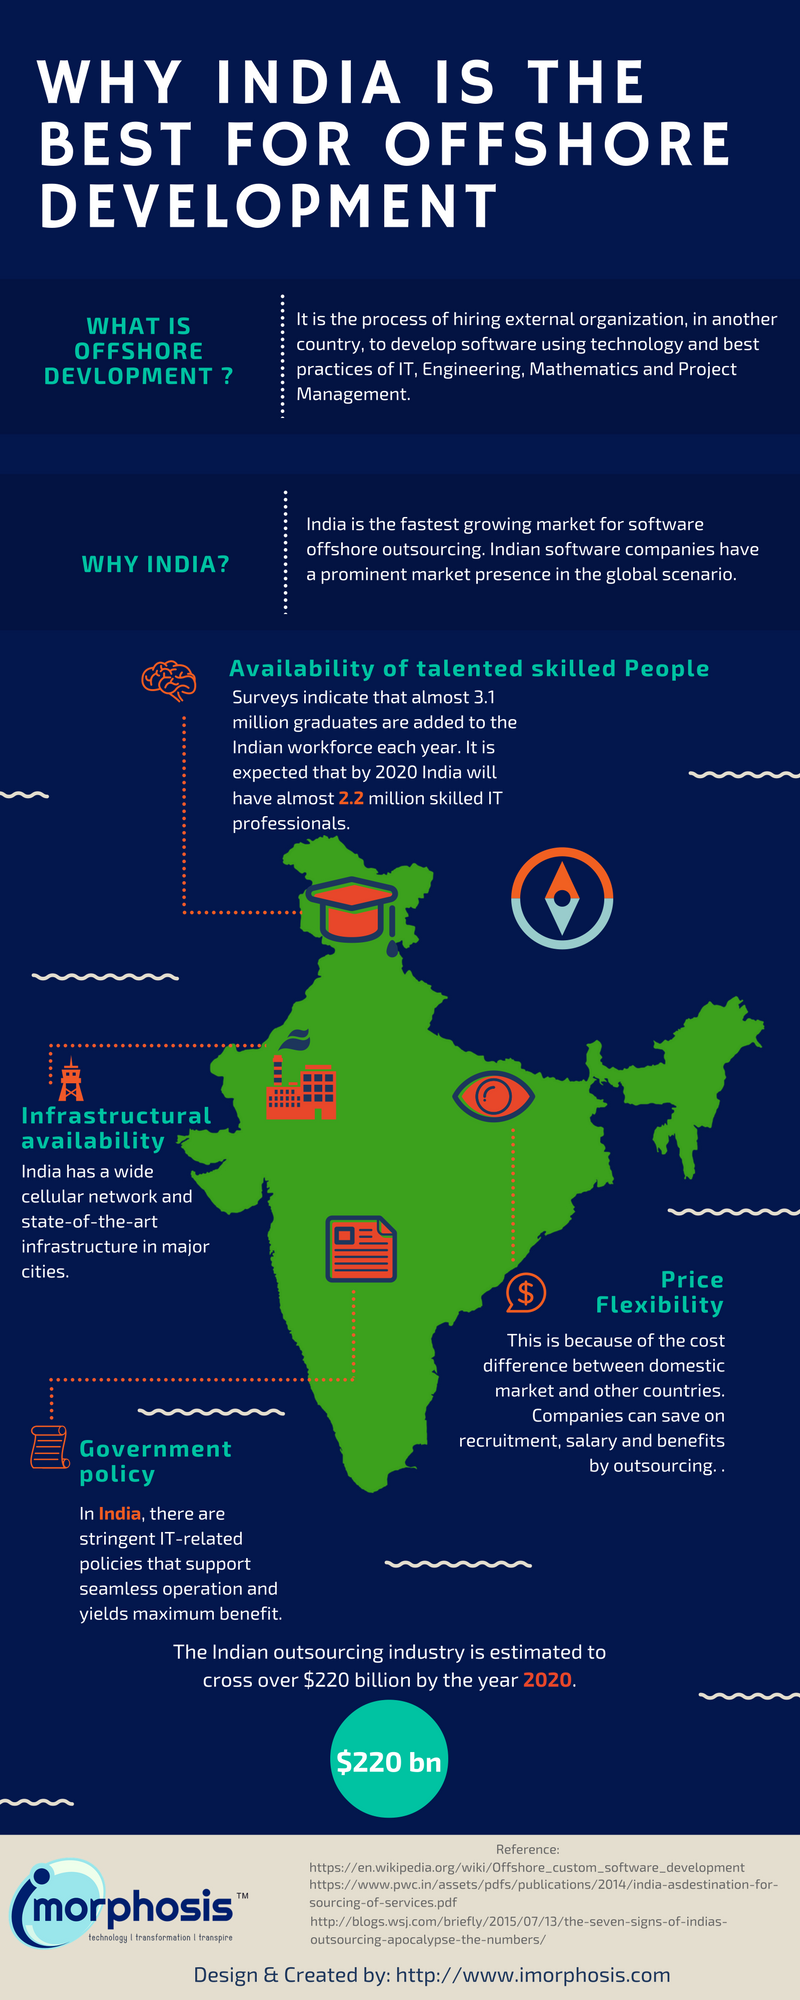 WHY INDIA IS THE
BEST FOR OFFSHORE
DEVELOPMENT
WHAT IS
OFFSHORE
DEVLOPMENT ?
It is the process of hiring external organization, in another
country, to develop software using technology and best
practices of IT, Engineering, Mathematics and Project
Management.
WHY INDIA?
India is the fastest growing market for software
offshore outsourcing. Indian software companies have
a prominent market presence in the global scenario.
Availability of talented skilled People
Surveys indicate that almost 3.1
million graduates are added to the
Indian workforce each year. It is
expected that by 2020 India will
have almost 2.2 million skilled IT
professionals.
Infrastructural
availability
India has a wide
cellular network and
state-of-the-art
infrastructure in major
cities.
$
Price
Flexibility
This is because of the cost
difference between domestic
market and other countries.
Companies can save on
recruitment, salary and benefits
by outsourcing. .
Government
policy
In India, there are
stringent IT-related
policies that support
seamless operation and
yields maximum benefit.
The Indian outsourcing industry is estimated to
cross over $220 billion by the year 2020.
$220 bn
imorphosis™
technology | transformation | transpire
Reference:
https://en.wikipedia.org/wiki/Offshore_custom_software_development
https://www.pwc.in/assets/pdfs/publications/2014/india-asdestination-for-
sourcing-of-services.pdf
http://blogs.wsj.com/briefly/2015/07/13/the-seven-signs-of-indias-
outsourcing-apocalypse-the-numbers/
Design & Created by: http://www.imorphosis.com